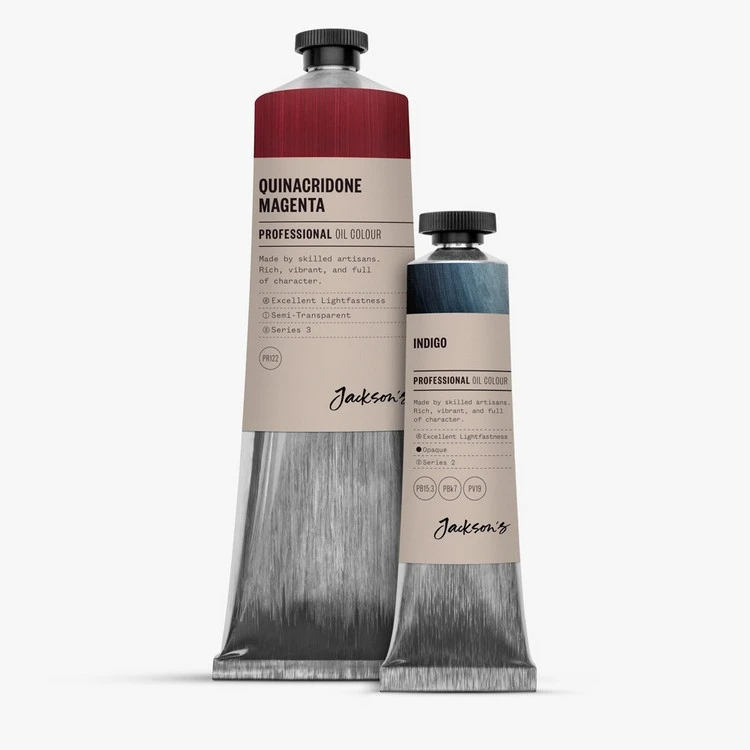 QUINACRIDONE
MAGENTA
PROFESSIONAL OIL COLOUR
Made by skilled artisans.
Rich, vibrant, and full
of character.
Excellent Lightfastness
Semi-Transparent
Series 3
PR122
Jackson's
INDIGO
PROFESSIONAL OIL COLOUR
Made by skilled artisans.
Rich, vibrant, and full
of character.
Excellent Lightfastness
Opaque
Series 2
PB15:3 PBk7 PV19
Jackson's